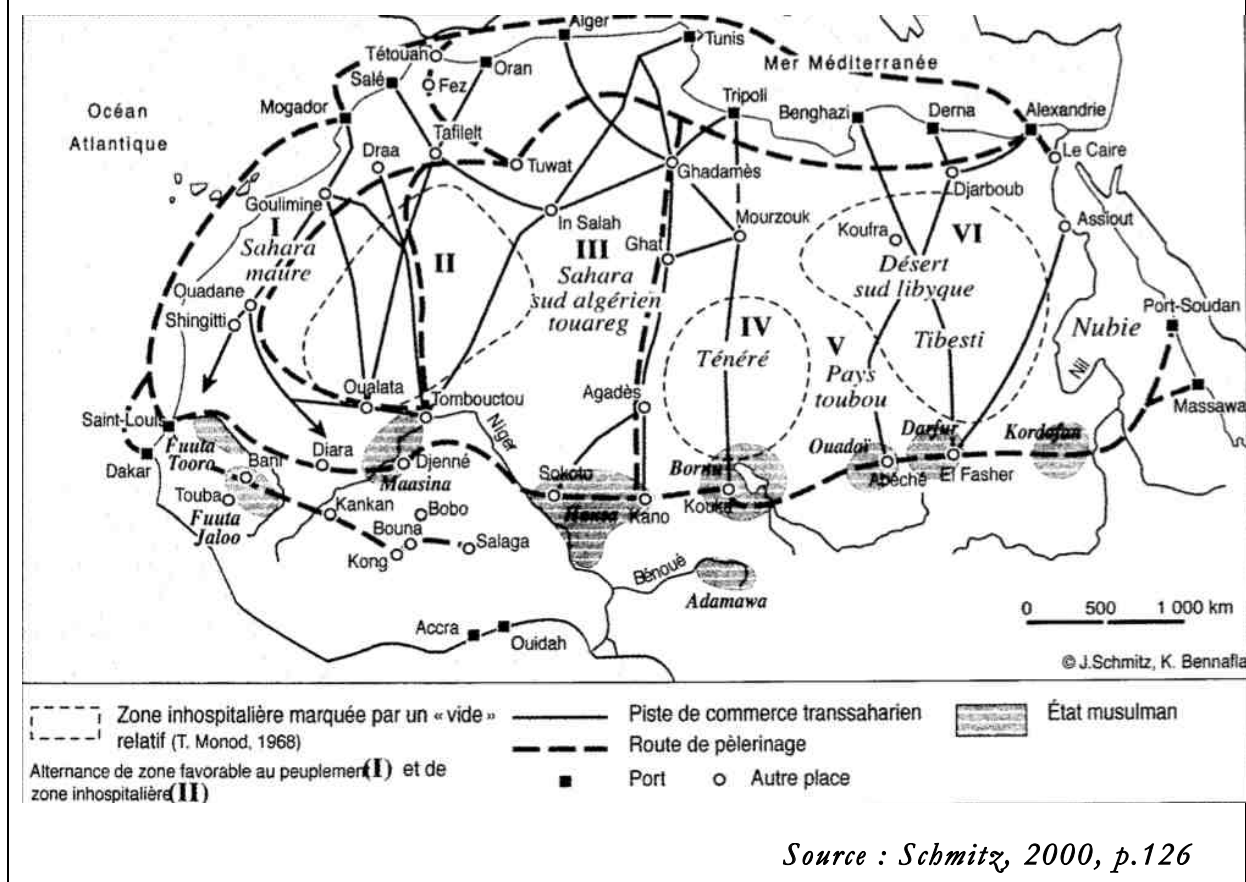 Alger
Tunis
Tétouan
Oran
Mer Méditerranée
Salé
Fez
Océan
Atlantique
Mogador
Tripoli
Benghazi
Derna
Alexandrie
Tafilelt
Draa
Tuwat
Ghadamès
Le Caire
Djarboub
Goulimine
In Salah
Mourzouk
Assiout
I
Sahara
maure
II
III
Sahara
sud algérien
touareg
Ghat
Koufra
VI
Désert
sud libyque
Ouadane
Shingitti
IV
Ténéré
V
Pays
toubou
Tibesti
Nubie
Port-Soudan
Nil
Oualata
Tombouctou
Agadès
Massawa
Saint-Louis
Niger
Dakar
Fuuta
Tooro
Diara
Djenné
Maasina
Bani
Sokoto
Bornu
Ouadoï
Darfur
Kordofan
Touba
Kankan
Bobo
Hausa
Kano
Kouka
Abéché
El Fasher
Fuuta
Jaloo
Bouna
Kong
Salaga
Bénoué
Adamawa
Accra
Ouidah
0 500 1 000 km
© J.Schmitz, K. Bennafla
Zone inhospitalière marquée par un « vide »
relatif (T. Monod, 1968)
Alternance de zone favorable au peuplement (I) et de
zone inhospitalière (II)
Piste de commerce transsaharien
Route de pèlerinage
Port
Autre place
État musulman
Source : Schmitz, 2000, p.126